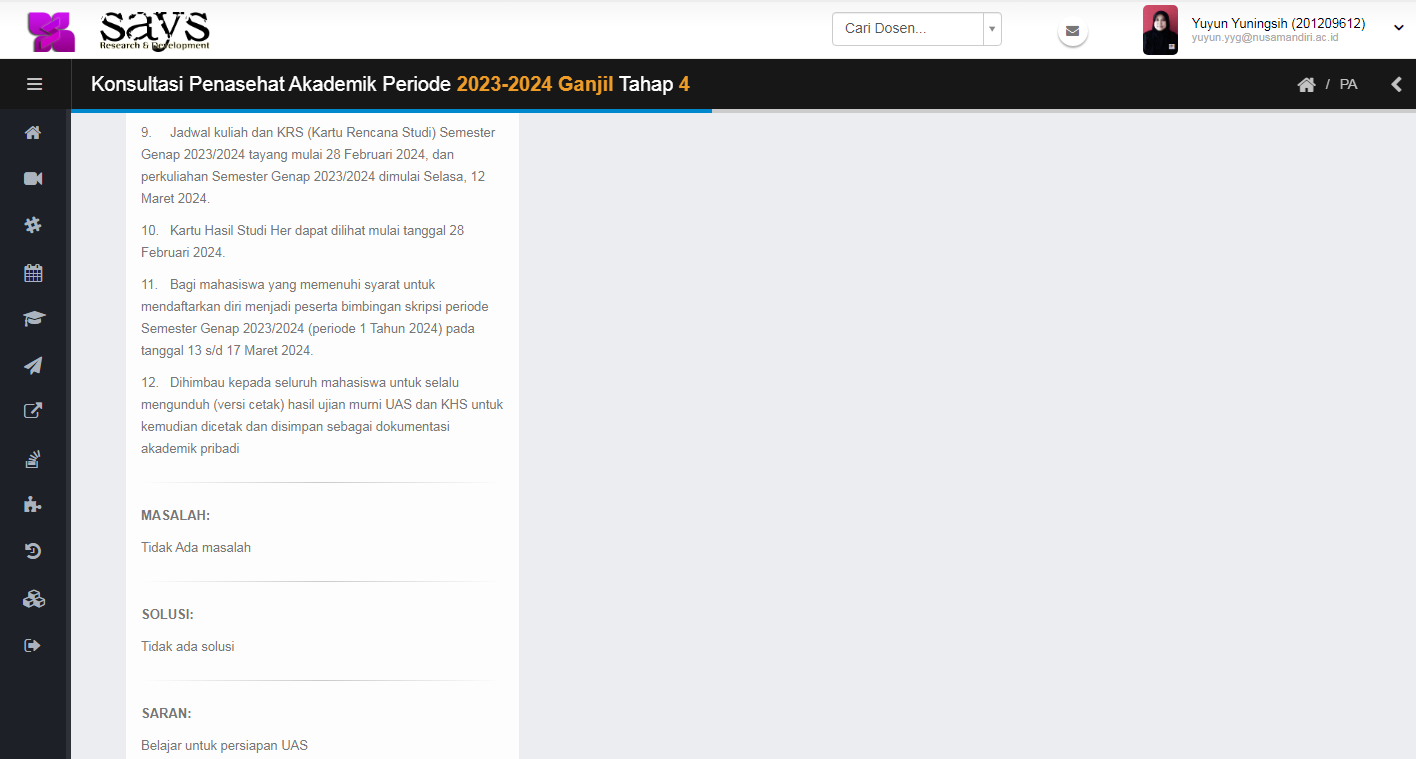 says
Research & Development
Cari Dosen...
Yuyun Yuningsih (201209612)
yuyun.yyg@nusamandiri.ac.id
Konsultasi Penasehat Akademik Periode 2023-2024 Ganjil Tahap 4
/ PA
9. Jadwal kuliah dan KRS (Kartu Rencana Studi) Semester
Genap 2023/2024 tayang mulai 28 Februari 2024, dan
perkuliahan Semester Genap 2023/2024 dimulai Selasa, 12
Maret 2024.
10. Kartu Hasil Studi Her dapat dilihat mulai tanggal 28
Februari 2024.
11. Bagi mahasiswa yang memenuhi syarat untuk
mendaftarkan diri menjadi peserta bimbingan skripsi periode
Semester Genap 2023/2024 (periode 1 Tahun 2024) pada
tanggal 13 s/d 17 Maret 2024.
12. Dihimbau kepada seluruh mahasiswa untuk selalu
mengunduh (versi cetak) hasil ujian murni UAS dan KHS untuk
kemudian dicetak dan disimpan sebagai dokumentasi
akademik pribadi
MASALAH:
Tidak Ada masalah
SOLUSI:
Tidak ada solusi
SARAN:
Belajar untuk persiapan UAS